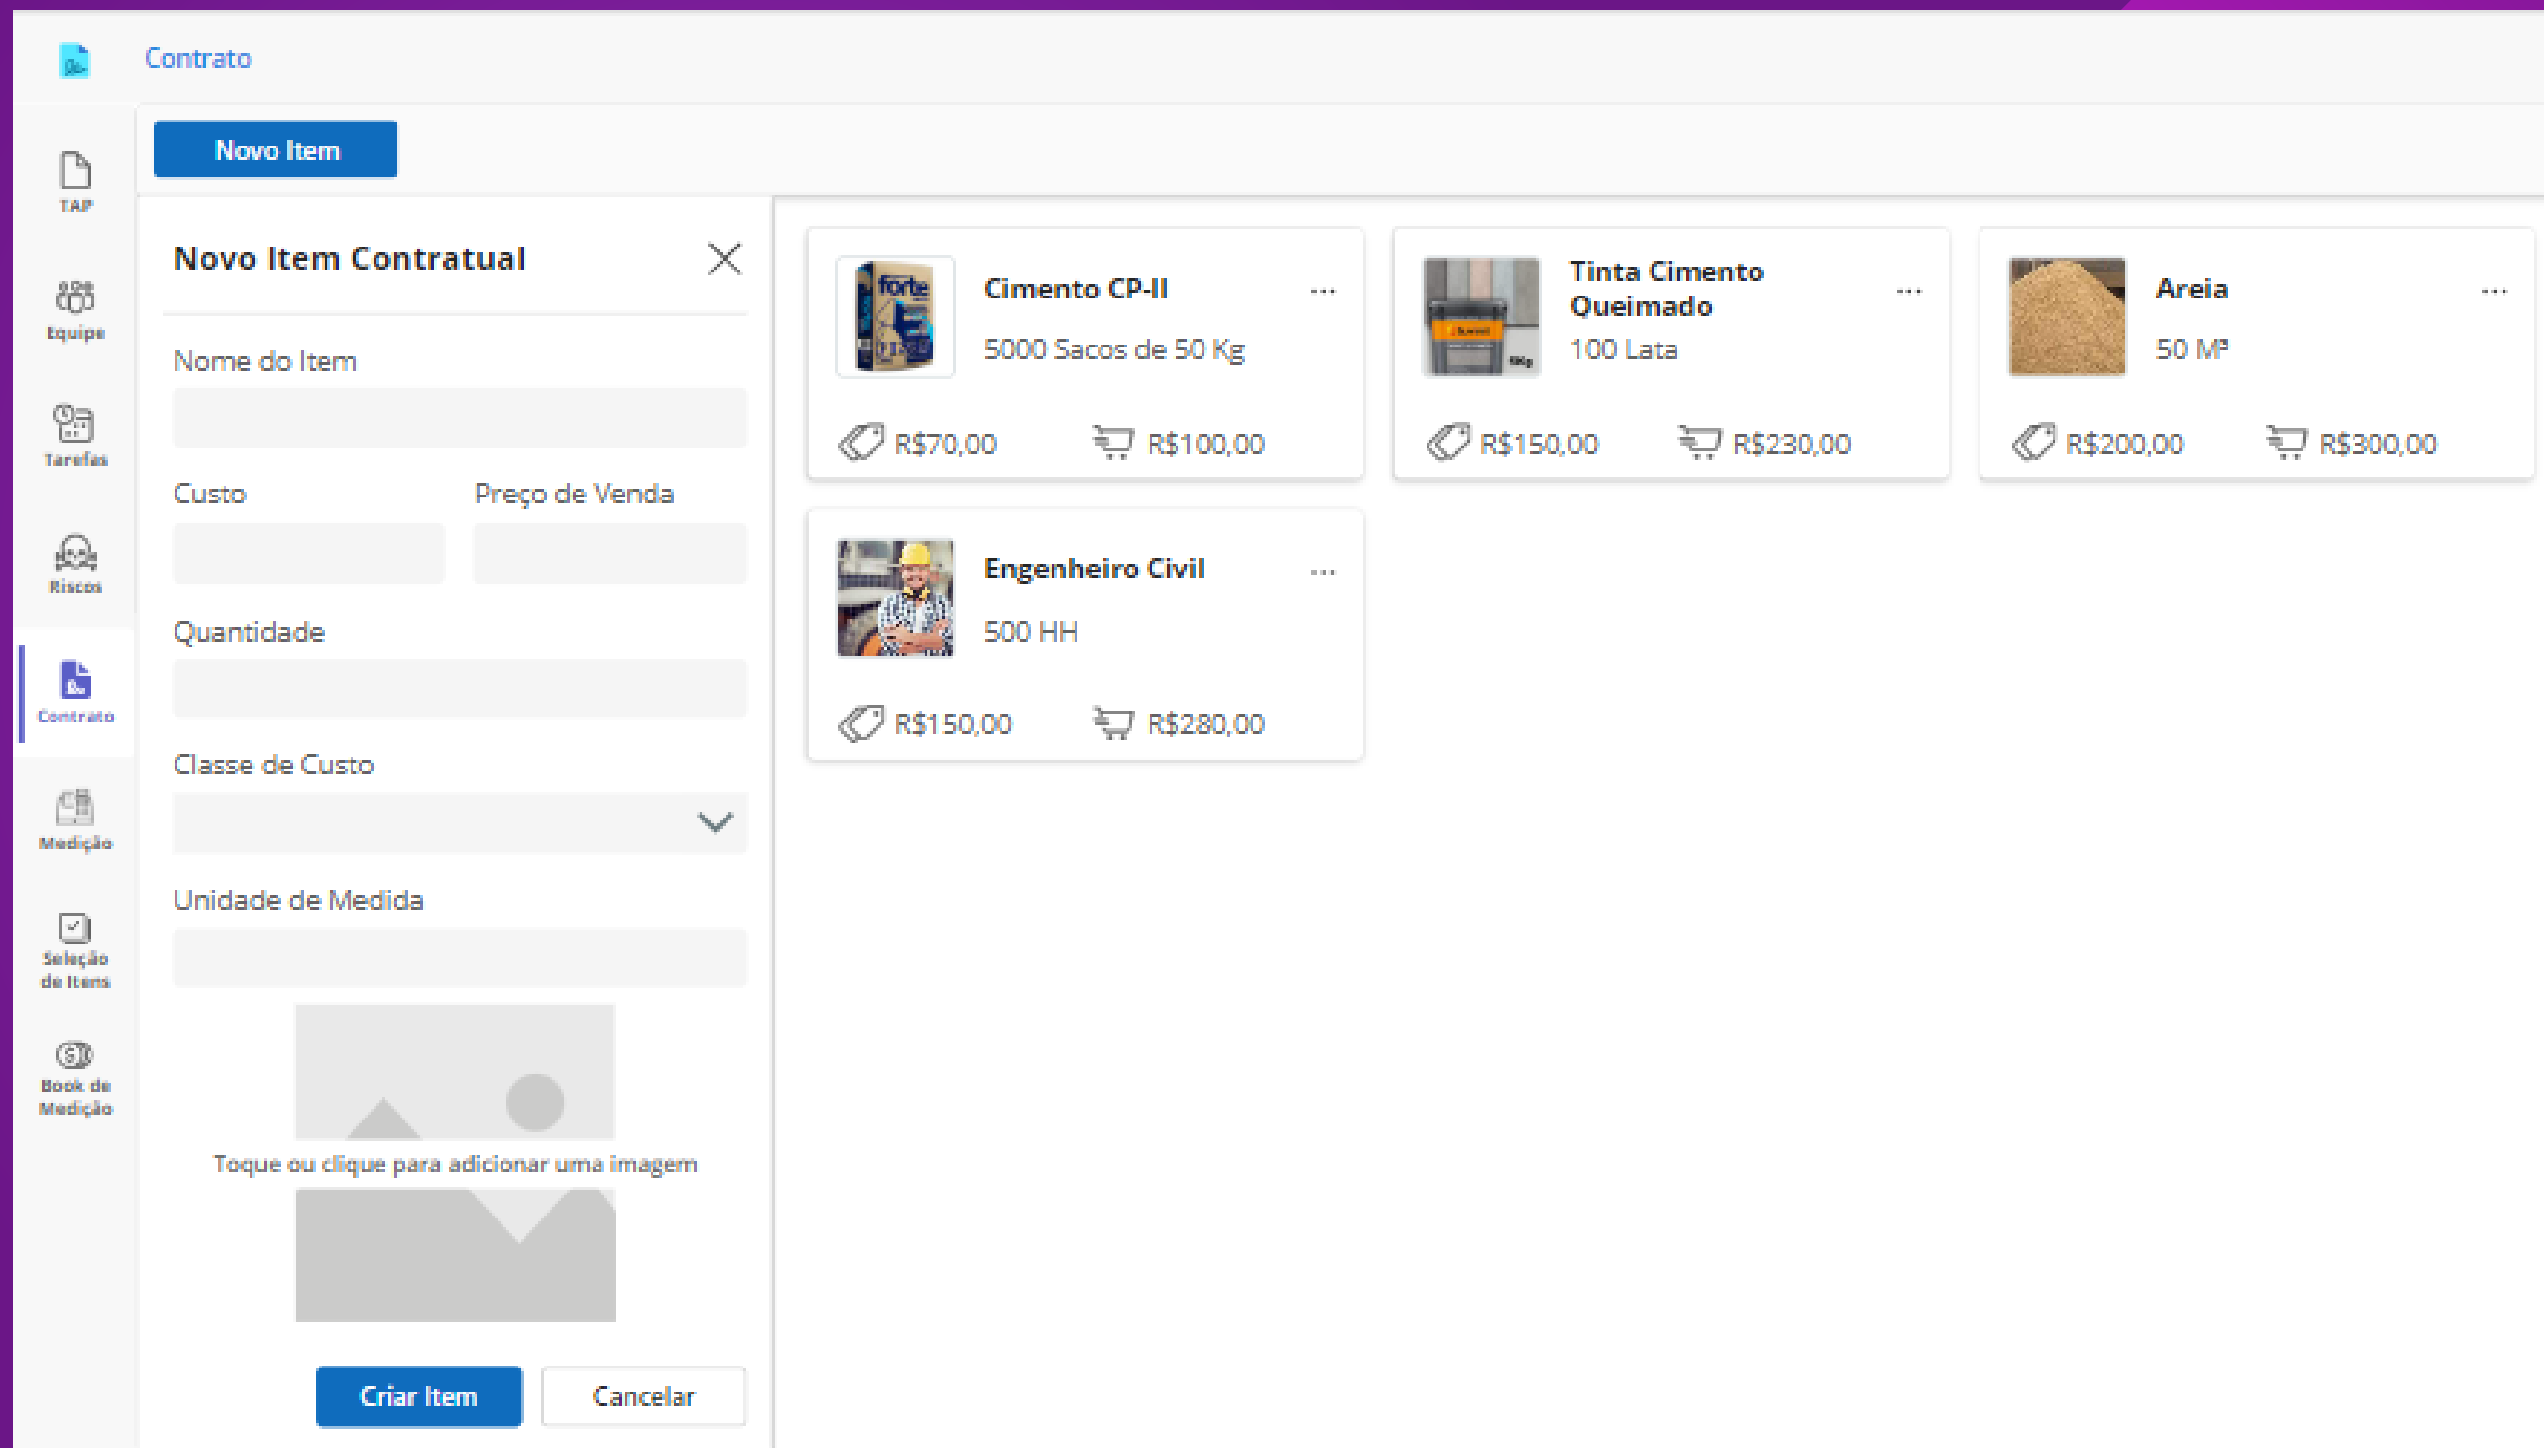 Contrato
Novo Item
TAP
Equipe
Tarefas
Riscos
Contrato
Medição
Seleção
de Itens
Book de
Medição
Novo Item Contratual
Nome do Item
Custo
Preço de Venda
Quantidade
Classe de Custo
Unidade de Medida
Toque ou clique para adicionar uma imagem
Criar Item
Cancelar
forte
Cimento CP-II
...
5000 Sacos de 50 Kg
R$70,00
R$100,00
Tinta Cimento
Queimado
...
100 Lata
R$150,00
R$230,00
Areia
...
50 M³
R$200,00
R$300,00
Engenheiro Civil
...
500 HH
R$150,00
R$280,00